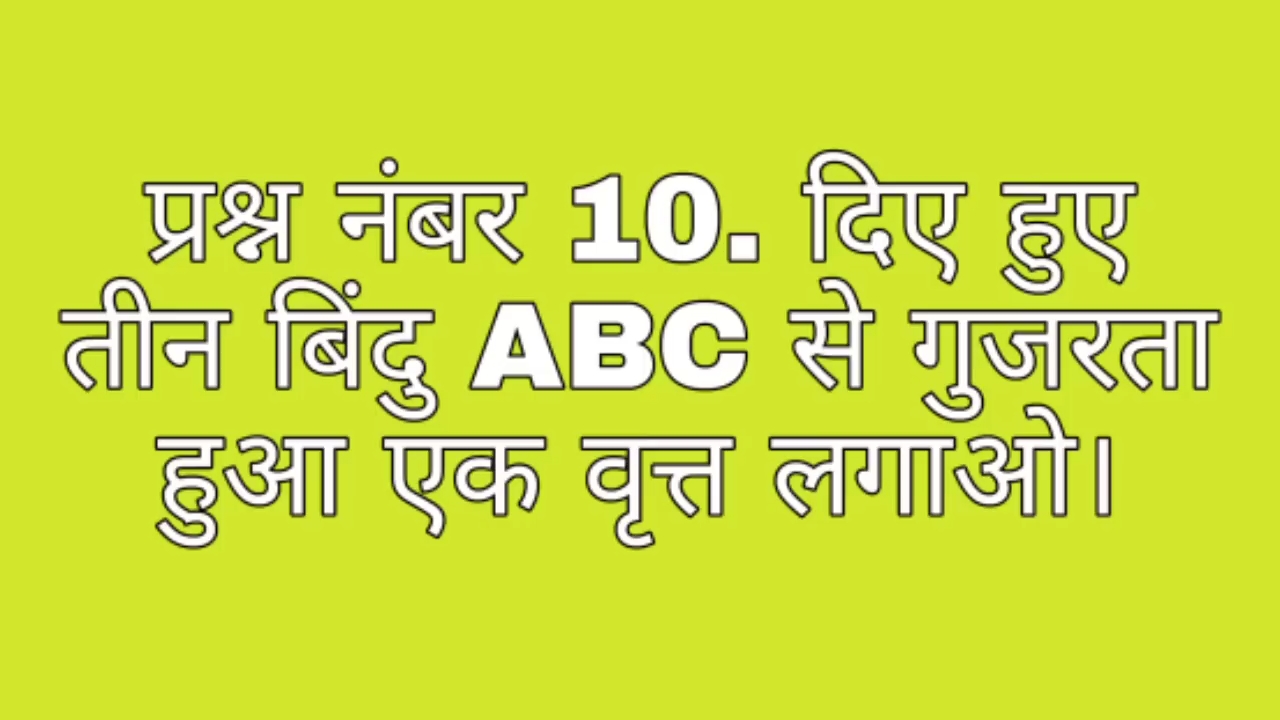 प्रश्न नंबर 10. दिए हुए
तीन बिंदु ABC से गुजरता
हुआ एक वृत्त लगाओ।